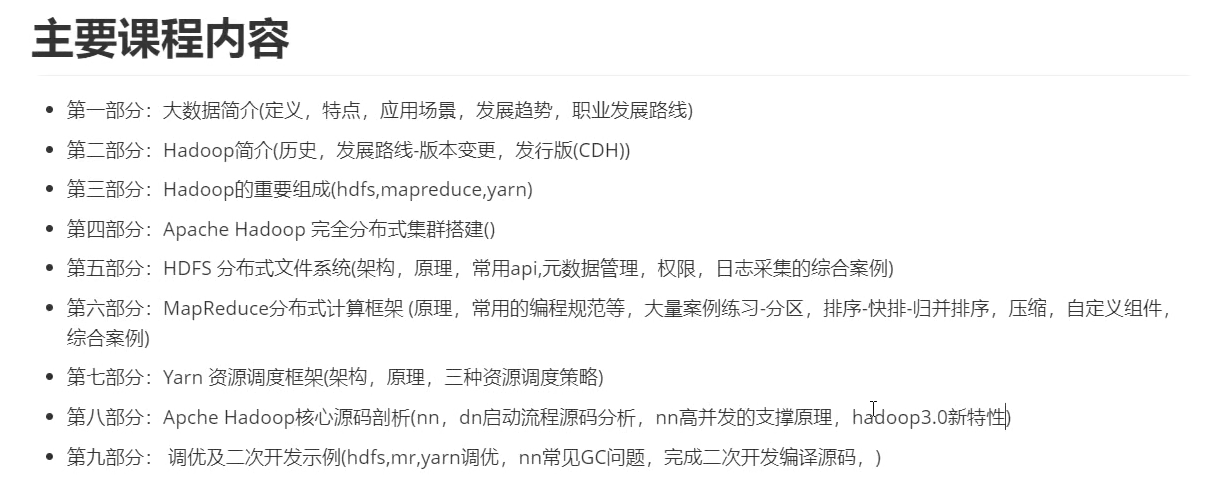 主要课程内容
第一部分：大数据简介(定义，特点，应用场景，发展趋势，职业发展路线)
第二部分：Hadoop简介(历史，发展路线-版本变更，发行版(CDH))
第三部分：Hadoop的重要组成(hdfs,mapreduce,yarn)
第四部分：Apache Hadoop 完全分布式集群搭建()
第五部分：HDFS 分布式文件系统(架构，原理，常用api,元数据管理，权限，日志采集的综合案例)
第六部分：MapReduce分布式计算框架 (原理，常用的编程规范等，大量案例练习-分区，排序-快排-归并排序，压缩，自定义组件，
综合案例)
第七部分：Yarn 资源调度框架(架构，原理，三种资源调度策略)
第八部分：Apche Hadoop核心源码剖析(nn，dn启动流程源码分析，nn高并发的支撑原理，hadoop3.0新特性)
第九部分： 调优及二次开发示例(hdfs,mr,yarn调优，nn常见GC问题，完成二次开发编译源码，)